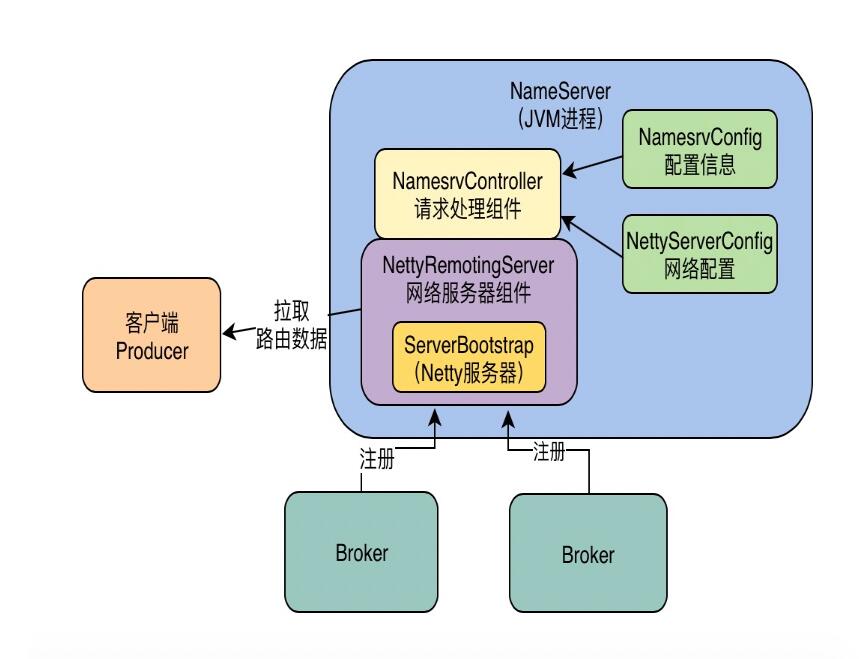 NameServer
（JVM进程）
NamesrvConfig
配置信息
NamesrvController
请求处理组件
NettyServerConfig
网络配置
NettyRemotingServer
网络服务器组件
拉取
路由数据
客户端
Producer
ServerBootstrap
（Netty服务器）
注册
注册
Broker
Broker